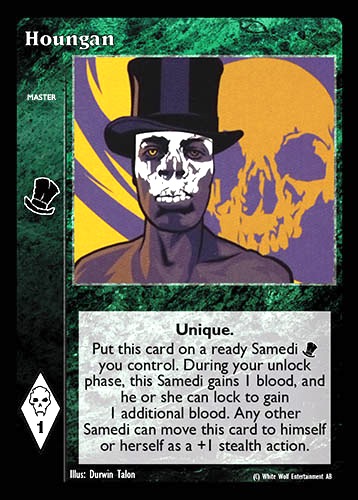 Houngan
MASTER
Unique.
Put this card on a ready Samedi
you control. During your unlock
phase, this Samedi gains 1 blood, and
he or she can lock to gain
1 additional blood. Any other
Samedi can move this card to himself
or herself as a +1 stealth action.
1
Illus: Durwin Talon
(C) White Wolf Entertainment AB